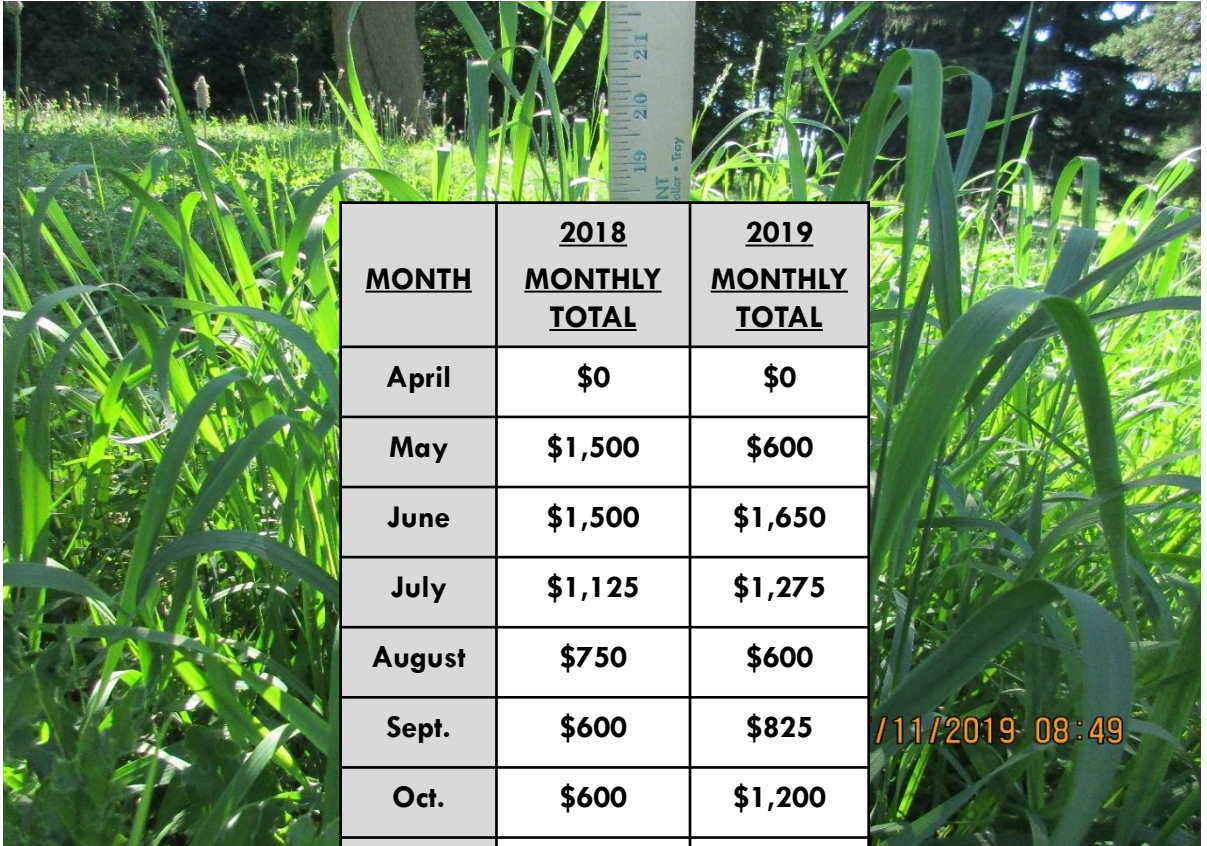 21
20
19
NT
• Troy
MONTH
2018
MONTHLY
TOTAL
2019
MONTHLY
TOTAL
April $0 $0
May $1,500 $600
June $1,500 $1,650
July $1,125 $1,275
August $750 $600
Sept. $600 $825
Oct. $600 $1,200
/11/2019 08:49